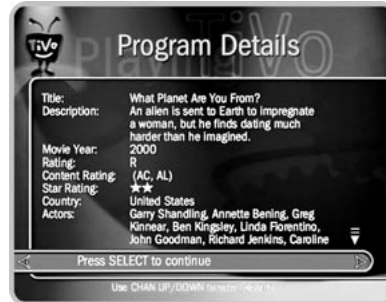 TiVo
Program Details
Title: What Planet Are You From?
Description: An alien is sent to Earth to impregnate
a woman, but he finds dating much
harder than he imagined.
Movie Year: 2000
Rating: R
Content Rating: (AC, AL)
Star Rating: ★★
Country: United States
Actors: Garry Shandling, Annette Bening, Greg
Kinnear, Ben Kingsley, Linda Fiorentino,
John Goodman, Richard Jenkins, Caroline
Press SELECT to continue
Use CHAN UP/DOWN